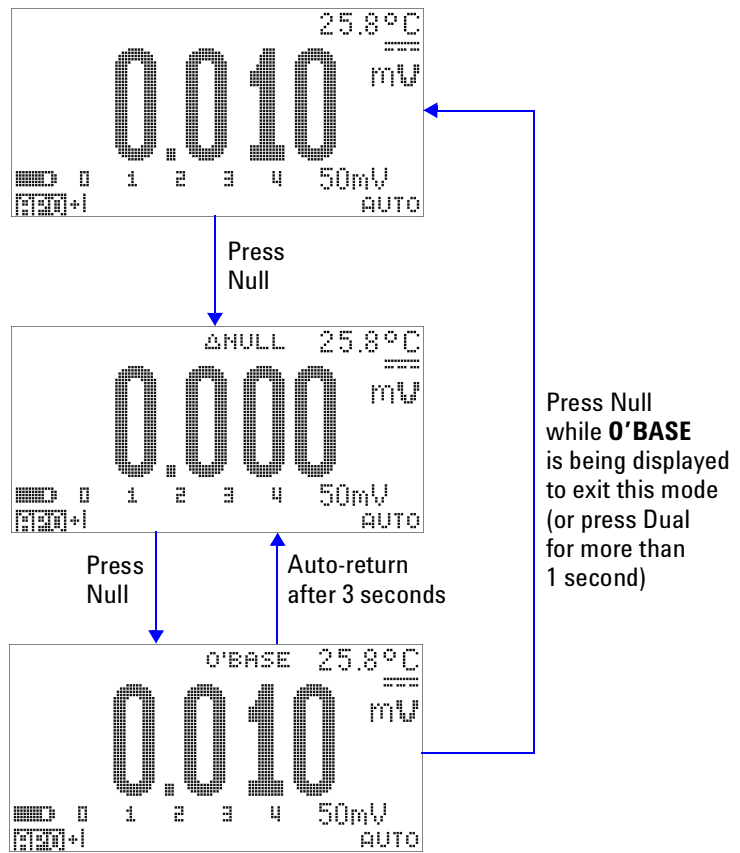 25.8°C
0.010 mV
0 1 2 3 4 50mV
AUTO
Press
Null
ΔNULL 25.8°C
0.000 mV
0 1 2 3 4 50mV
AUTO
Press
Null
Auto-return
after 3 seconds
O'BASE 25.8°C
0.010 mV
0 1 2 3 4 50mV
AUTO
Press Null
while O'BASE
is being displayed
to exit this mode
(or press Dual
for more than
1 second)